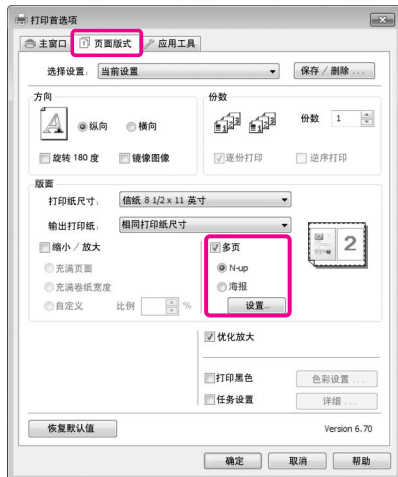 打印首选项
主窗口 页面版式 应用工具
选择设置: 当前设置 保存 / 删除 ...
方向 份数
纵向 横向 份数 1
旋转 180 度 镜像图像 逐份打印 逆序打印
版面
打印纸尺寸: 信纸 8 1/2 x 11 英寸
输出打印纸: 相同打印纸尺寸
缩小 / 放大 多页
充满页面 N-up
充满卷纸宽度 海报
自定义 比例 % 设置...
优化放大
打印黑色 色彩设置 ...
任务设置 详细 ...
恢复默认值 Version 6.70
确定 取消 帮助